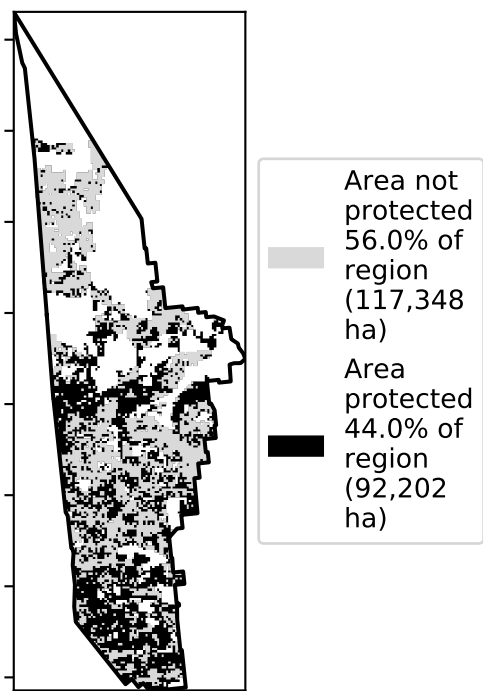 Area not
protected
56.0% of
region
(117,348
ha)
Area
protected
44.0% of
region
(92,202
ha)